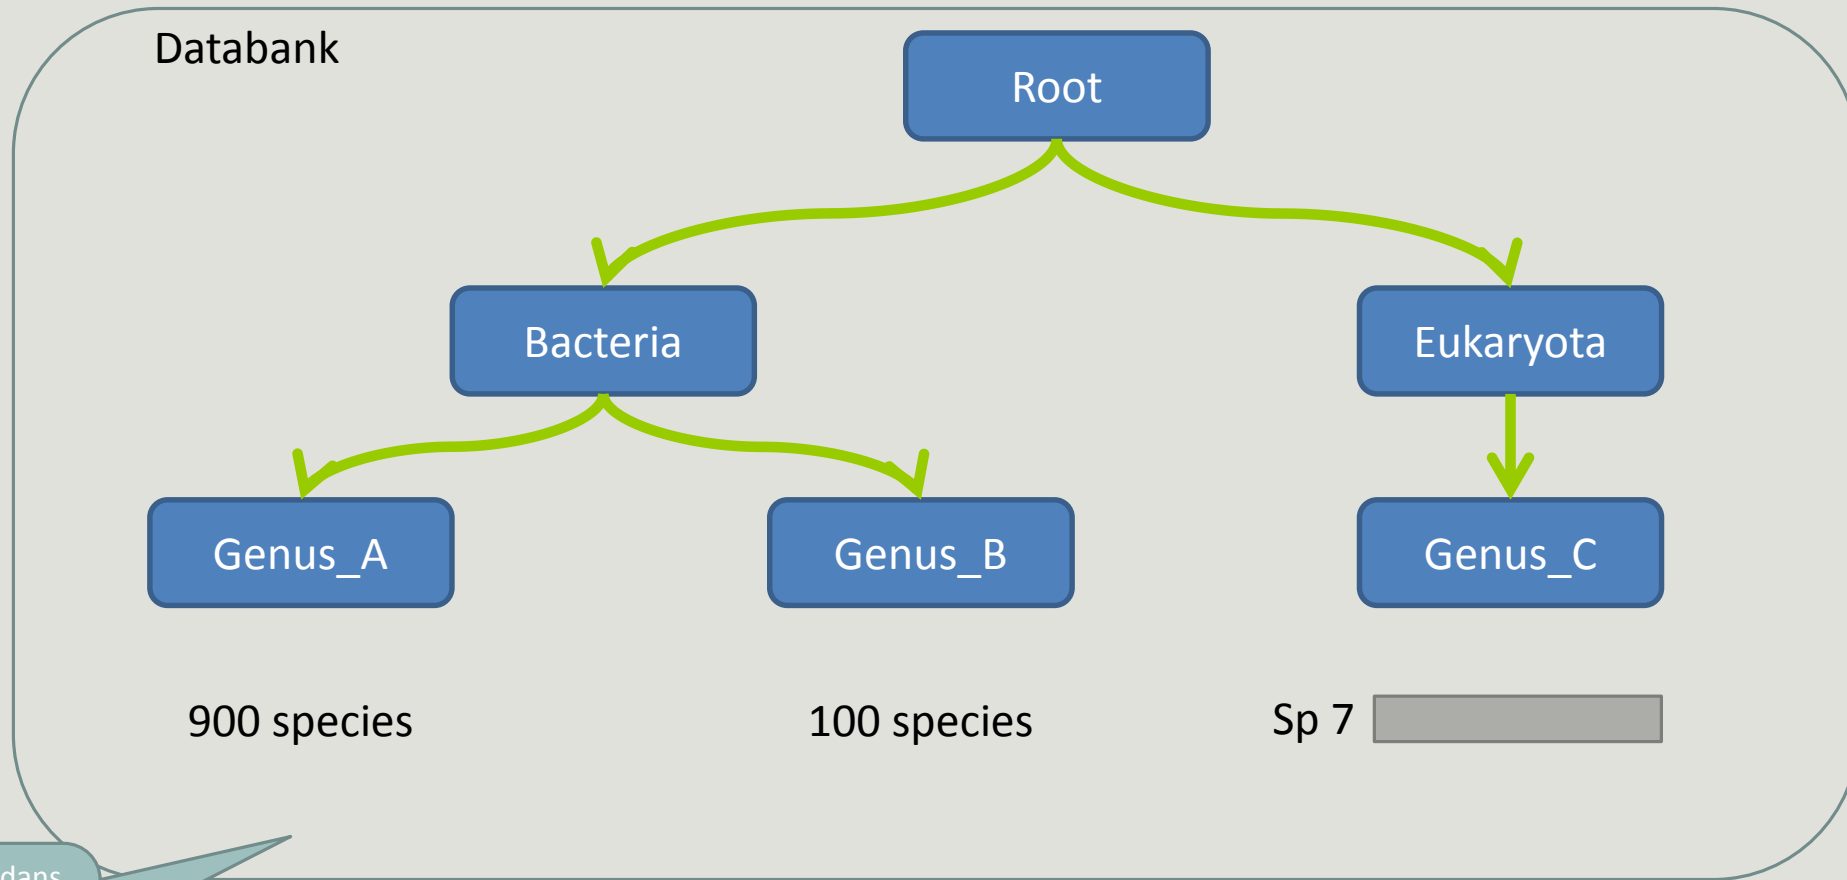 Databank
Root
Bacteria
Eukaryota
Genus_A
Genus_B
Genus_C
900 species
100 species
Sp 7
dans